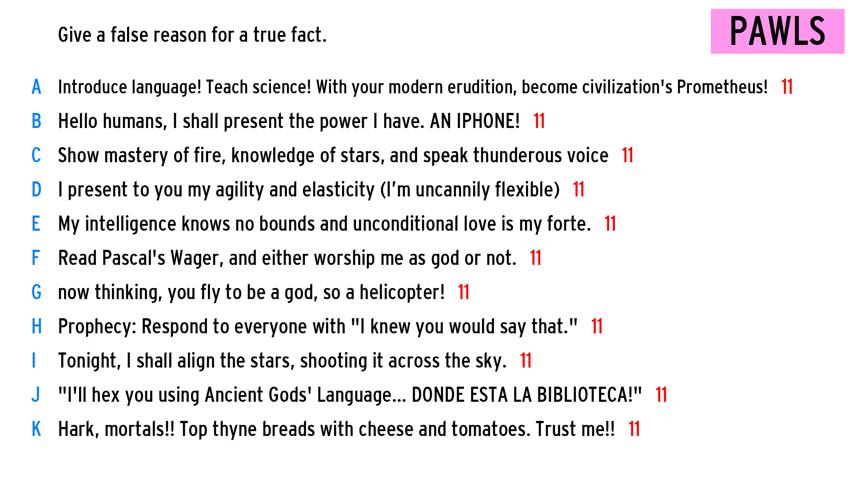 Give a false reason for a true fact.
PAWLS
A Introduce language! Teach science! With your modern erudition, become civilization's Prometheus! 11
B Hello humans, I shall present the power I have. AN IPHONE! 11
C Show mastery of fire, knowledge of stars, and speak thunderous voice 11
D I present to you my agility and elasticity (I'm uncannily flexible) 11
E My intelligence knows no bounds and unconditional love is my forte. 11
F Read Pascal's Wager, and either worship me as god or not. 11
G now thinking, you fly to be a god, so a helicopter! 11
H Prophecy: Respond to everyone with "I knew you would say that." 11
I Tonight, I shall align the stars, shooting it across the sky. 11
J "I'll hex you using Ancient Gods' Language... DONDE ESTA LA BIBLIOTECA!" 11
K Hark, mortals!! Top thyne breads with cheese and tomatoes. Trust me!! 11